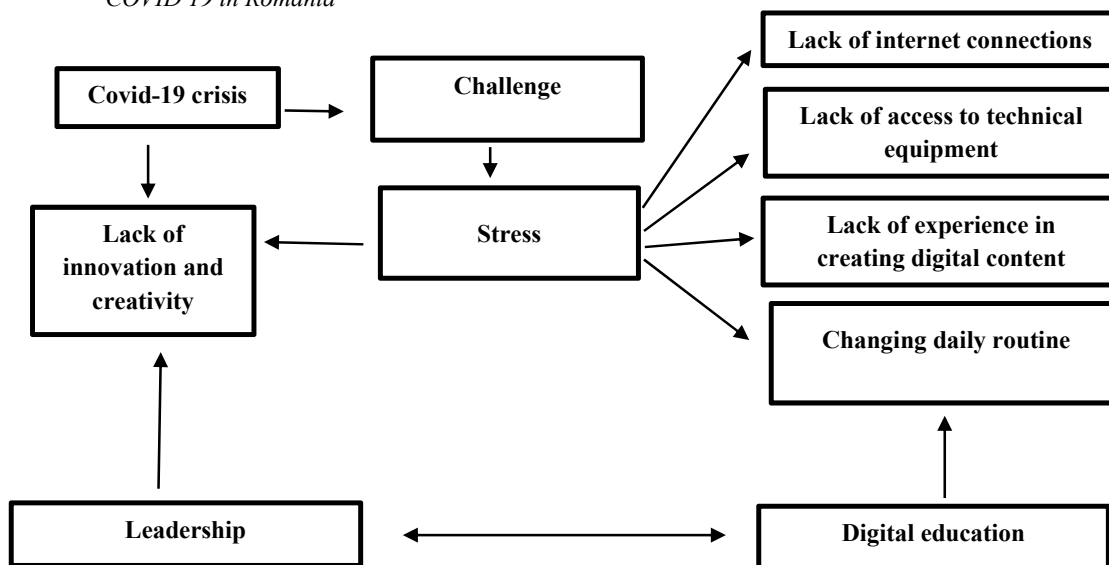 COVID 19 in Romania
Lack of internet connections
Covid-19 crisis
Challenge
Lack of access to technical
equipment
Lack of
innovation and
creativity
Stress
Lack of experience in
creating digital content
Changing daily routine
Leadership
Digital education